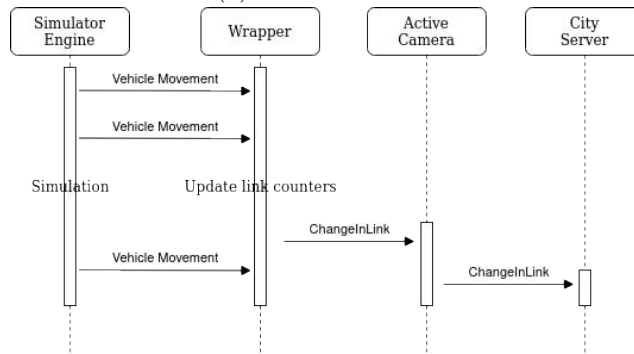 Simulator
Engine
Wrapper
Active
Camera
City
Server
Vehicle Movement
Vehicle Movement
Simulation
Update link counters
ChangeInLink
Vehicle Movement
ChangeInLink